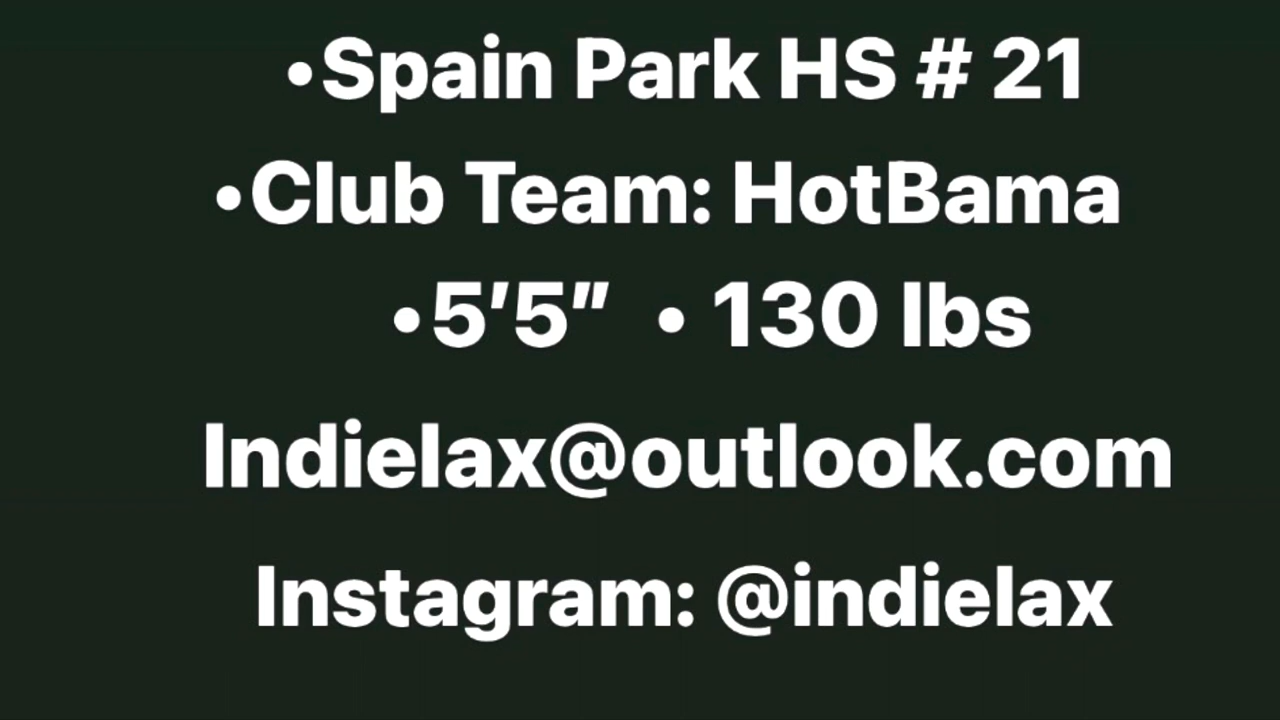 •Spain Park HS # 21
•Club Team: HotBama
•5’5” • 130 lbs
Indielax@outlook.com
Instagram: @indielax